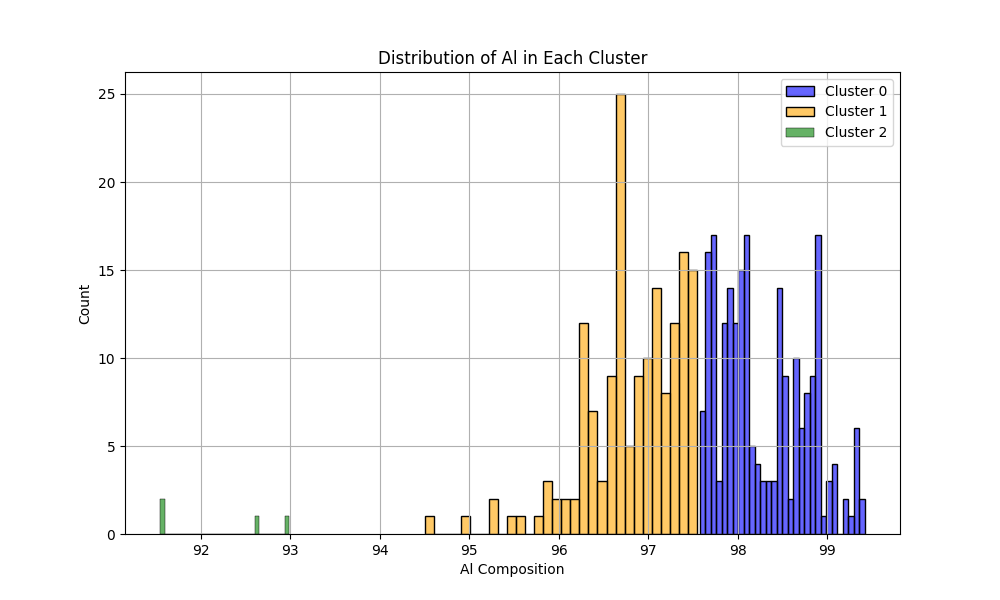 Distribution of Al in Each Cluster
Cluster 0
Cluster 1
Cluster 2
Count
25
20
15
10
5
0
92 93 94 95 96 97 98 99
Al Composition